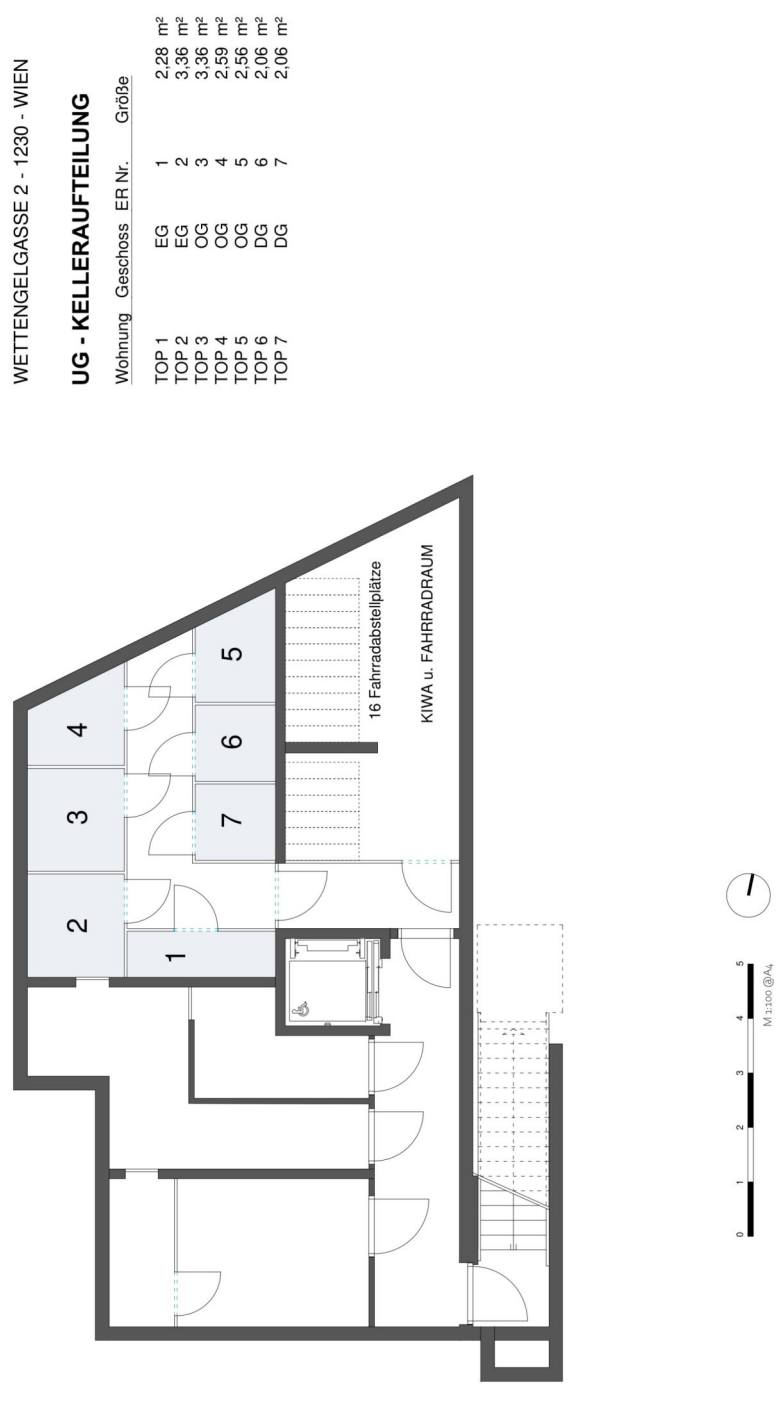 WETTENGELGASSE 2 - 1230 - WIEN
UG - KELLERAUFTEILUNG
Wohnung Geschoss ER Nr. Größe
TOP 1 EG 1 2,28 m²
TOP 2 EG 2 3,36 m²
TOP 3 OG 3 3,36 m²
TOP 4 OG 4 2,59 m²
TOP 5 OG 5 2,56 m²
TOP 6 DG 6 2,06 m²
TOP 7 DG 7 2,06 m²
2 3 4
1 7 6 5
16 Fahrradabstellplätze
KIWA u. FAHRRADRAUM
0 1 2 3 4 5
M 1:100 @A4